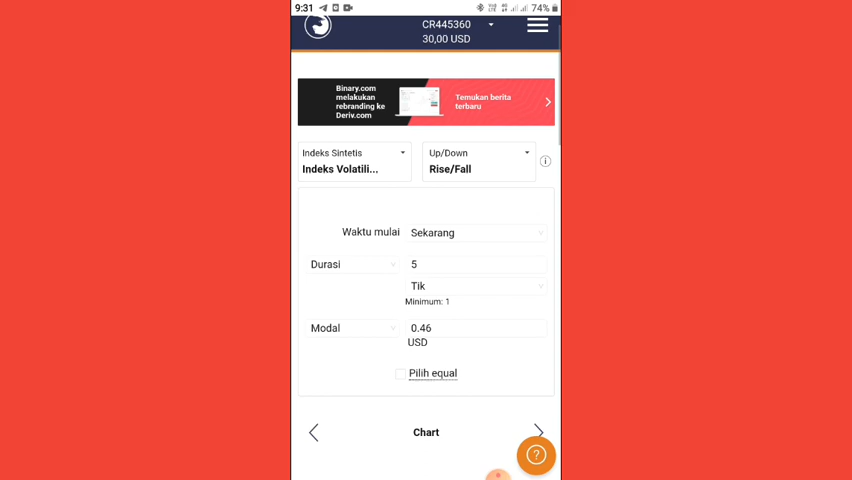 9:31
74%
CR445360
30,00 USD
Binary.com
melakukan
rebranding ke
Deriv.com
Temukan berita
terbaru
Indeks Sintetis
Indeks Volatili...
Up/Down
Rise/Fall
Waktu mulai
Sekarang
Durasi
5
Tik
Minimum: 1
Modal
0.46
USD
Pilih equal
Chart
?